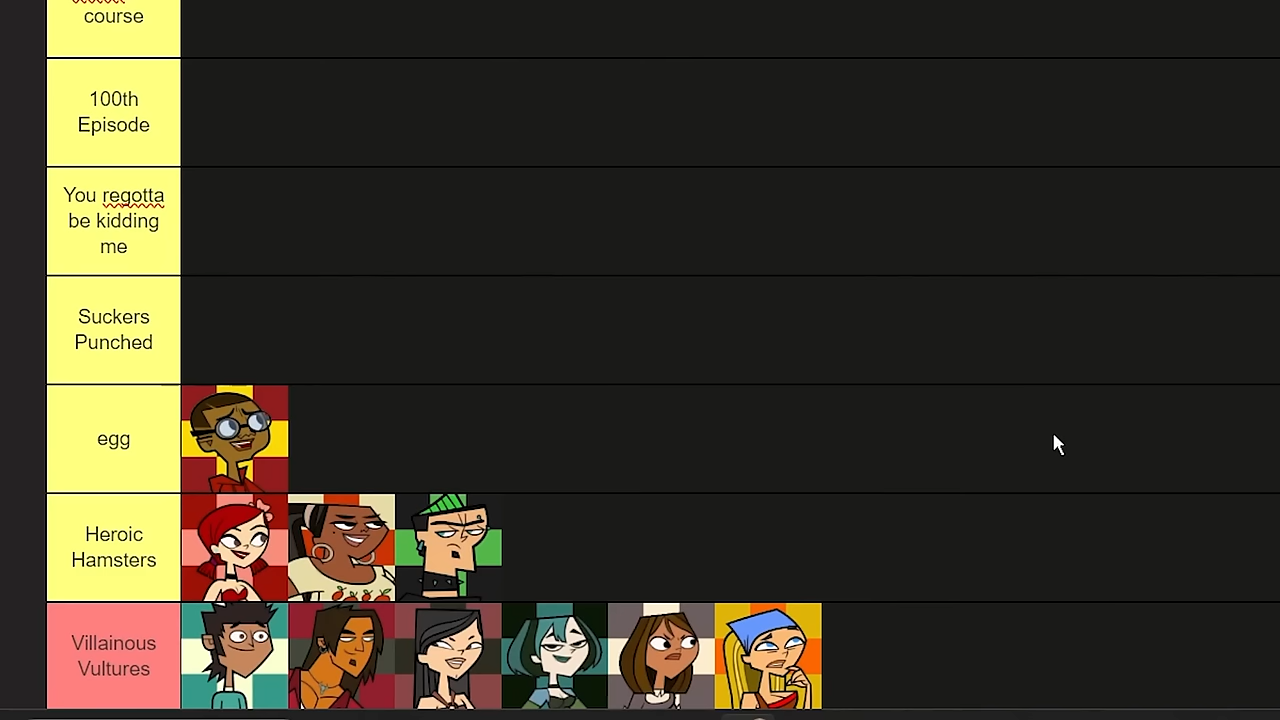 course
100th
Episode
You regotta
be kidding
me
Suckers
Punched
egg
Heroic
Hamsters
Villainous
Vultures